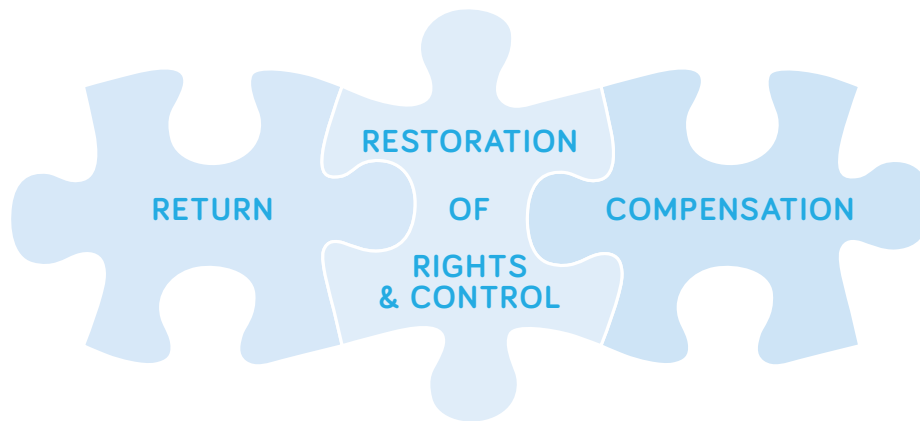 RETURN
RESTORATION
OF
RIGHTS
& CONTROL
COMPENSATION